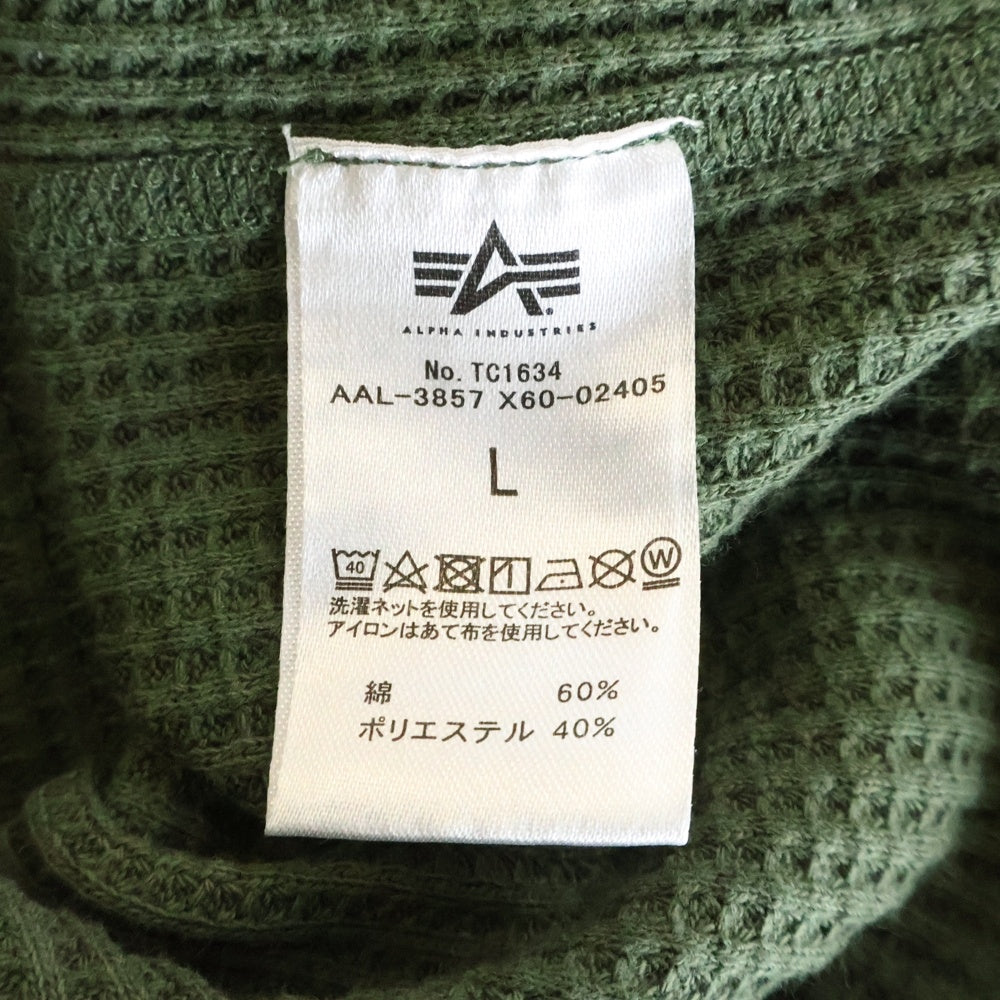 ALPHA INDUSTRIES
No. TC1634
AAL-3857 X60-02405
L
40 W
洗濯ネットを使用してください。
アイロンはあて布を使用してください。
綿 60%
ポリエステル 40%